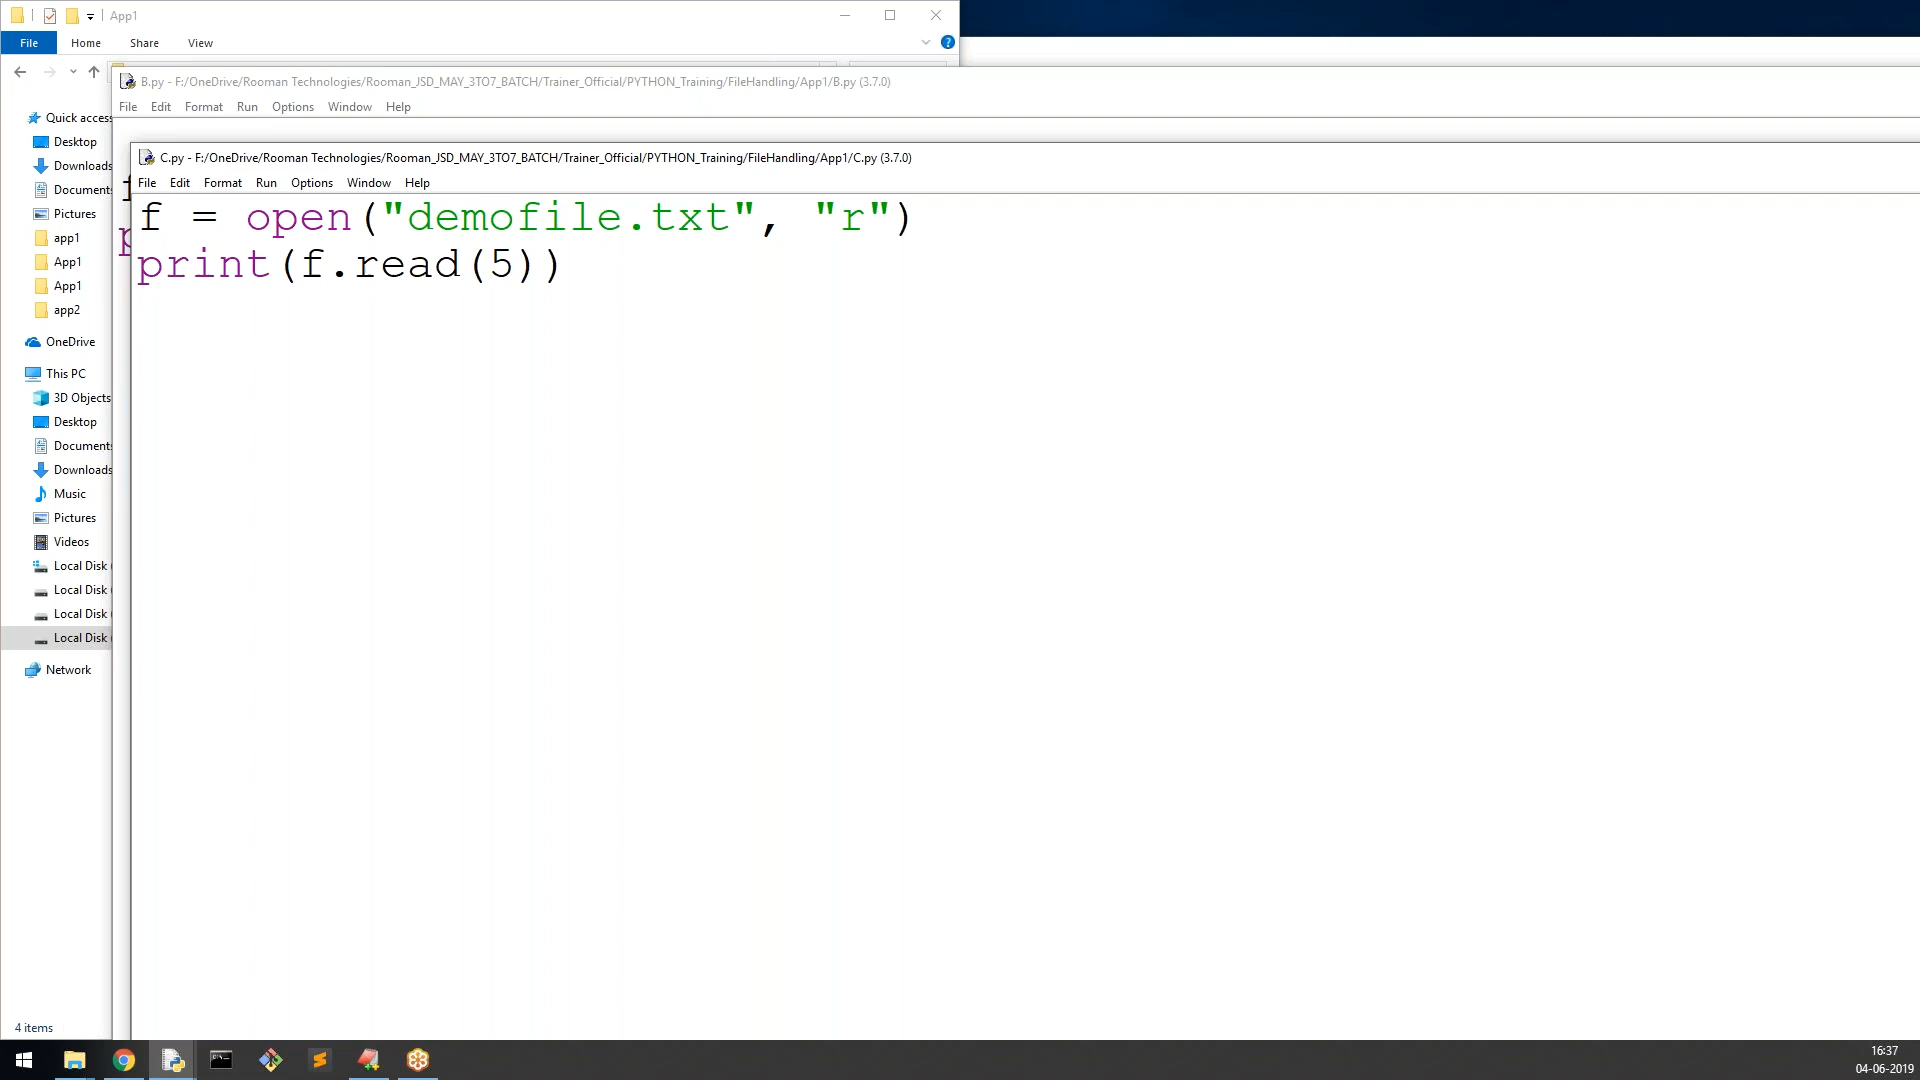 App1
File Home Share View
B.py - F:/OneDrive/Rooman Technologies/Rooman_JSD_MAY_3TO7_BATCH/Trainer_Official/PYTHON_Training/FileHandling/App1/B.py (3.7.0)
File Edit Format Run Options Window Help
C.py - F:/OneDrive/Rooman Technologies/Rooman_JSD_MAY_3TO7_BATCH/Trainer_Official/PYTHON_Training/FileHandling/App1/C.py (3.7.0)
File Edit Format Run Options Window Help
f = open("demofile.txt", "r")
print(f.read(5))
Quick access
Desktop
Downloads
Document
Pictures
app1
App1
App1
app2
OneDrive
This PC
3D Objects
Desktop
Document
Downloads
Music
Pictures
Videos
Local Disk
Local Disk
Local Disk
Local Disk
Network
4 items
16:37
04-06-2019